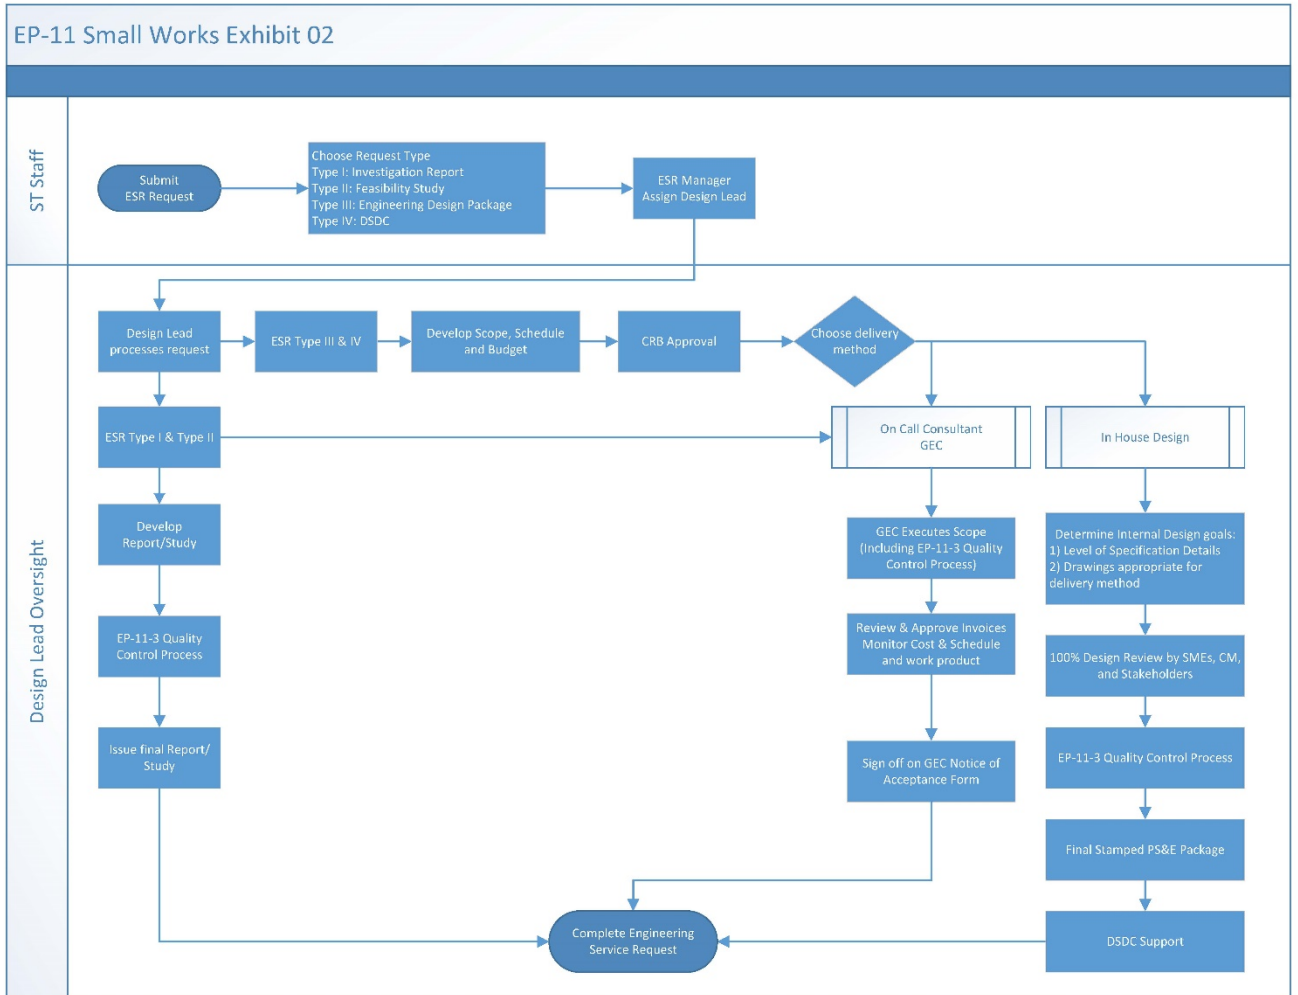 EP-11 Small Works Exhibit 02
ST Staff
Submit
ESR Request
Choose Request Type
Type I: Investigation Report
Type II: Feasibility Study
Type III: Engineering Design Package
Type IV: DSDC
ESR Manager
Assign Design Lead
Design Lead Oversight
Design Lead
processes request
ESR Type III & IV
Develop Scope, Schedule
and Budget
CRB Approval
Choose delivery
method
ESR Type I & Type II
On Call Consultant
GEC
In House Design
Develop
Report/Study
GEC Executes Scope
(Including EP-11-3 Quality
Control Process)
Determine Internal Design goals:
1) Level of Specification Details
2) Drawings appropriate for
delivery method
EP-11-3 Quality
Control Process
Review & Approve Invoices
Monitor Cost & Schedule
and work product
100% Design Review by SMEs, CM,
and Stakeholders
Issue final Report/
Study
Sign off on GEC Notice of
Acceptance Form
EP-11-3 Quality Control Process
Final Stamped PS&E Package
Complete Engineering
Service Request
DSDC Support